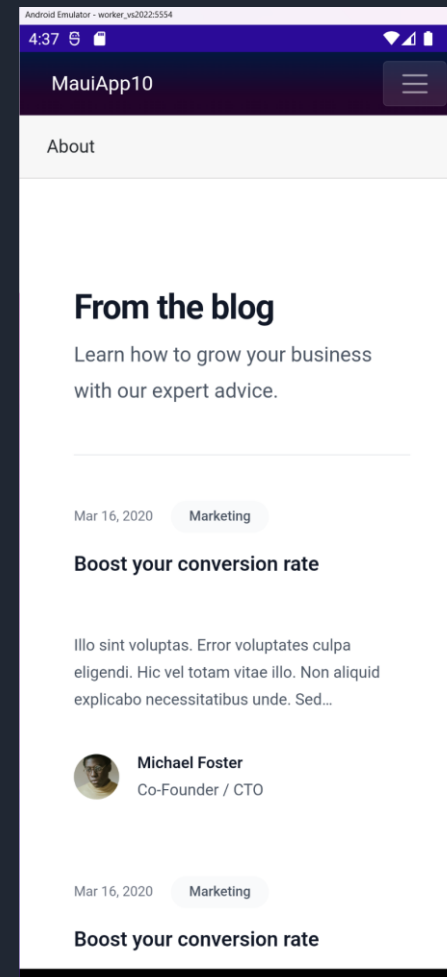 Android Emulator - worker_vs2022:5554
4:37
MauiApp10
About
From the blog
Learn how to grow your business
with our expert advice.
Mar 16, 2020 Marketing
Boost your conversion rate
Illo sint voluptas. Error voluptates culpa
eligendi. Hic vel totam vitae illo. Non aliquid
explicabo necessitatibus unde. Sed…
Michael Foster
Co-Founder / CTO
Mar 16, 2020 Marketing
Boost your conversion rate